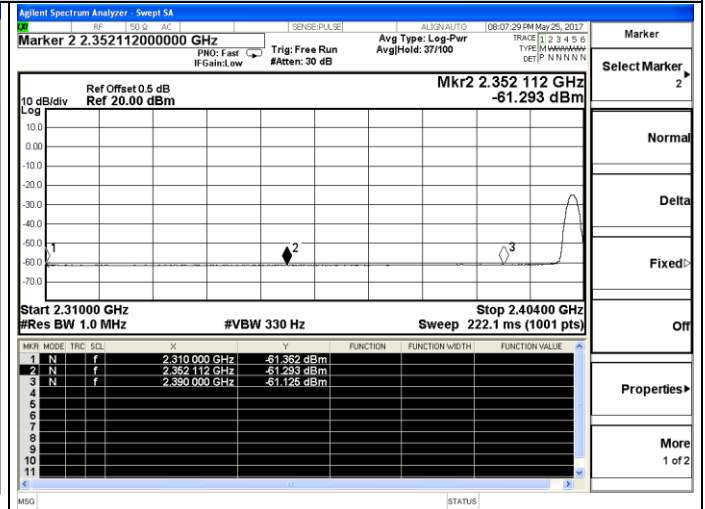 Agilent Spectrum Analyzer - Swept SA
RF 50 Ω AC SENSE:PULSE ALIGN AUTO 08:07:29 PM May 25, 2017
Marker 2 2.352112000000 GHz
PNO: Fast Trig: Free Run
IFGain:Low #Atten: 30 dB
Avg Type: Log-Pwr
Avg|Hold: 37/100
TRACE 1 2 3 4 5 6
TYPE M W W W W W
DET P N N N N N
Ref Offset 0.5 dB
10 dB/div Ref 20.00 dBm
Log
Mkr2 2.352 112 GHz
-61.293 dBm
10.0
0.00
-10.0
-20.0
-30.0
-40.0
-50.0
-60.0
-70.0
1
2
3
Start 2.31000 GHz Stop 2.40400 GHz
#Res BW 1.0 MHz #VBW 330 Hz Sweep 222.1 ms (1001 pts)
MKR MODE TRC SCL X Y FUNCTION FUNCTION WIDTH FUNCTION VALUE
1 N f 2.310 000 GHz -61.362 dBm
2 N f 2.352 112 GHz -61.293 dBm
3 N f 2.390 000 GHz -61.125 dBm
4
5
6
7
8
9
10
11
MSG STATUS
Marker
Select Marker
2
Normal
Delta
Fixed
Off
Properties
More
1 of 2